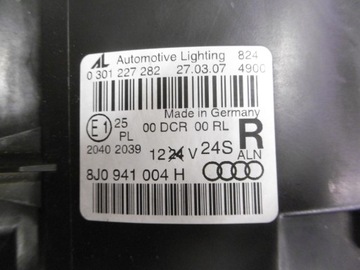 AL Automotive Lighting 824
0 301 227 282 27.03.07 4900
Made in Germany
E1 25 00 DCR 00 RL R
PL
2040 2039 12 24 V 24S ALN
8J0 941 004 H